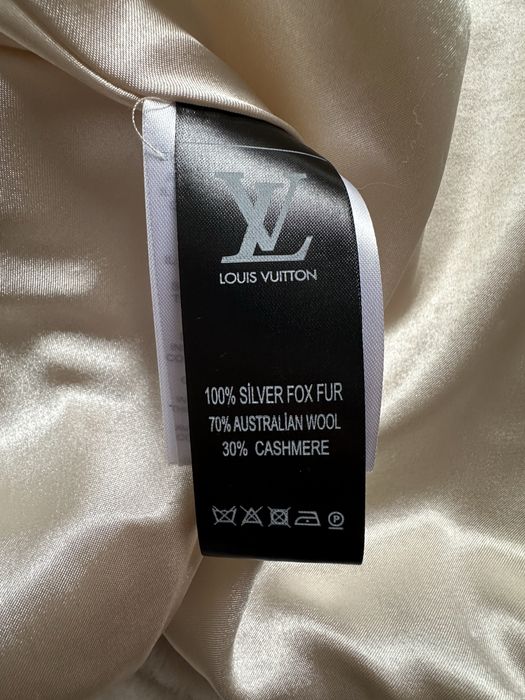 LV
LOUIS VUITTON
100% SİLVER FOX FUR
70% AUSTRALİAN WOOL
30% CASHMERE
P